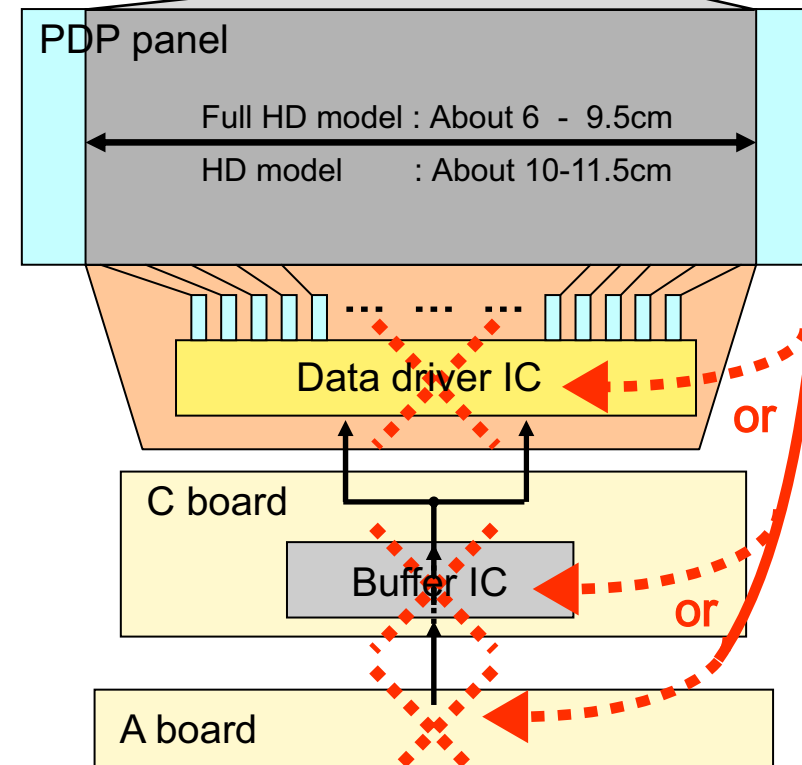 PDP panel
Full HD model : About 6 - 9.5cm
HD model : About 10-11.5cm
... ... ...
Data driver IC
or
C board
Buffer IC
or
A board